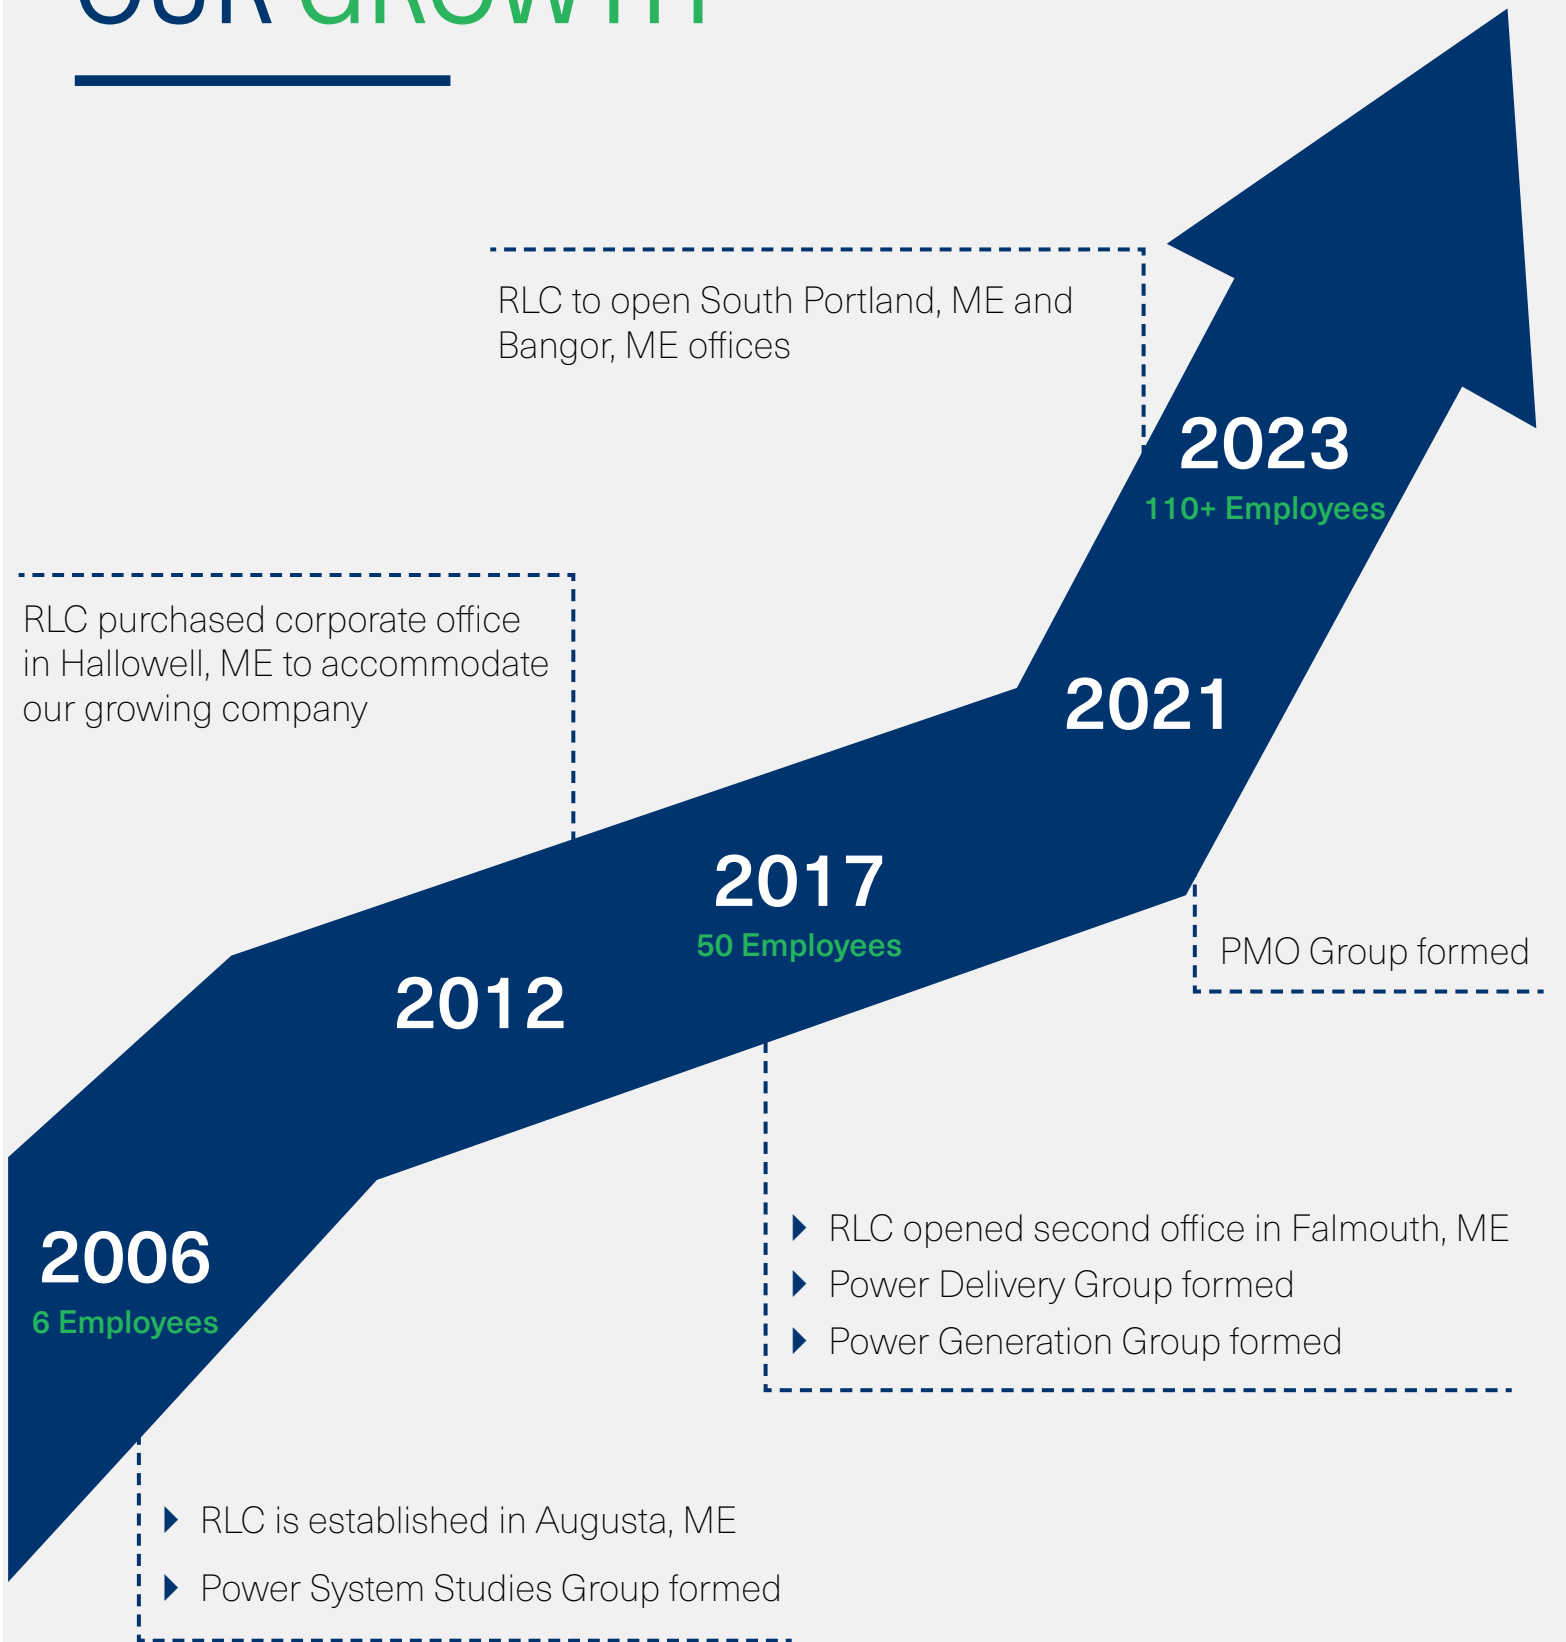 OUR GROWTH
RLC to open South Portland, ME and
Bangor, ME offices
2023
110+ Employees
RLC purchased corporate office
in Hallowell, ME to accommodate
our growing company
2021
2017
50 Employees
PMO Group formed
2012
RLC opened second office in Falmouth, ME
Power Delivery Group formed
Power Generation Group formed
2006
6 Employees
RLC is established in Augusta, ME
Power System Studies Group formed